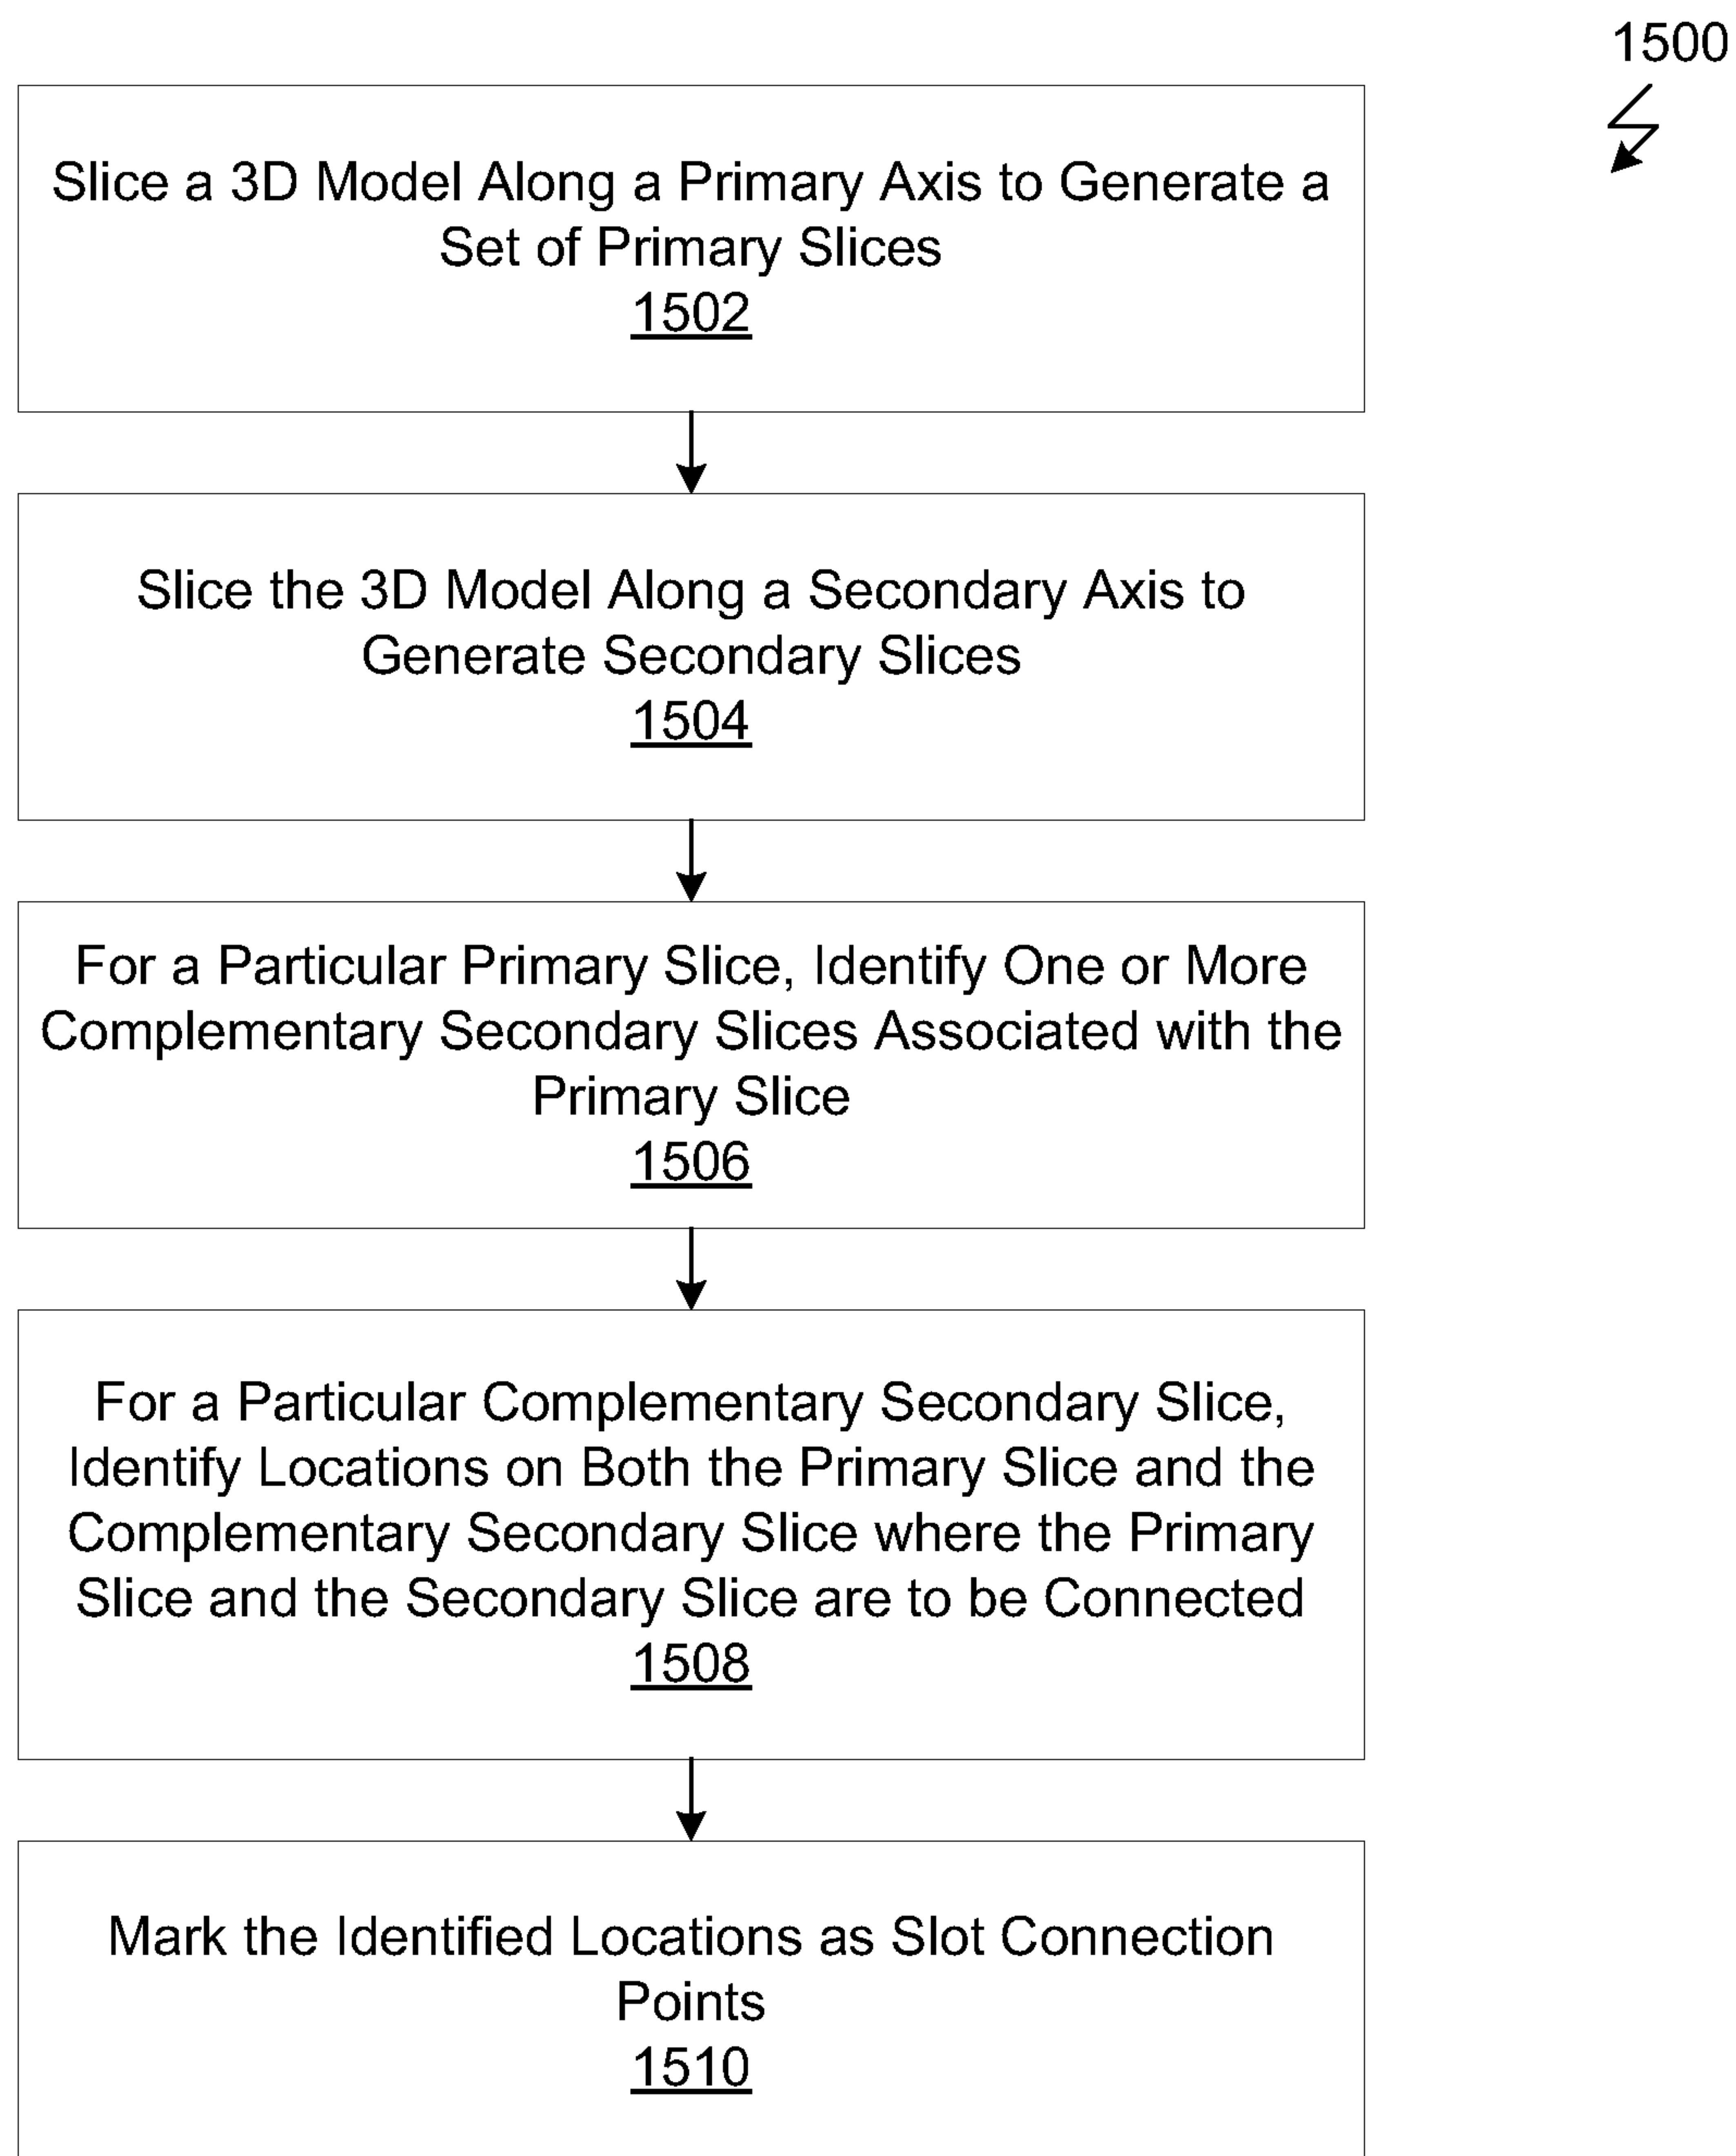 1500
Slice a 3D Model Along a Primary Axis to Generate a
Set of Primary Slices
1502
Slice the 3D Model Along a Secondary Axis to
Generate Secondary Slices
1504
For a Particular Primary Slice, Identify One or More
Complementary Secondary Slices Associated with the
Primary Slice
1506
For a Particular Complementary Secondary Slice,
Identify Locations on Both the Primary Slice and the
Complementary Secondary Slice where the Primary
Slice and the Secondary Slice are to be Connected
1508
Mark the Identified Locations as Slot Connection
Points
1510